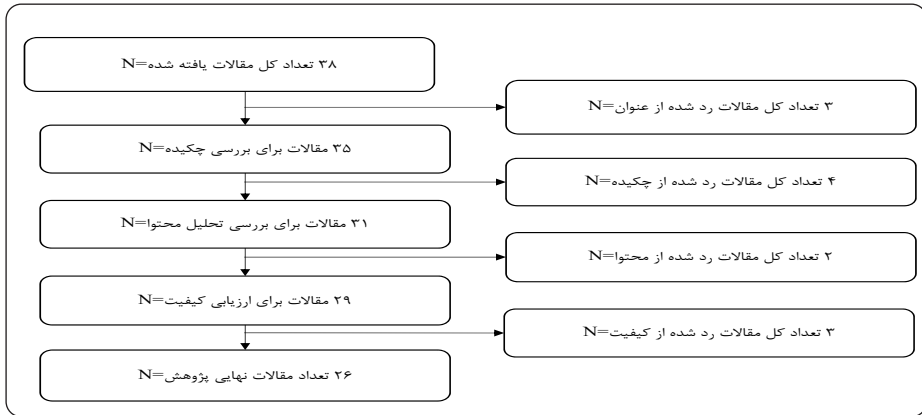 ۳۸ تعداد کل مقالات یافته شده=N
۳ تعداد کل مقالات رد شده از عنوان=N
۳۵ مقالات برای بررسی چکیده=N
۴ تعداد کل مقالات رد شده از چکیده=N
۳۱ مقالات برای بررسی تحلیل محتوا=N
۲ تعداد کل مقالات رد شده از محتوا=N
۲۹ مقالات برای ارزیابی کیفیت=N
۳ تعداد کل مقالات رد شده از کیفیت=N
۲۶ تعداد مقالات نهایی پژوهش=N